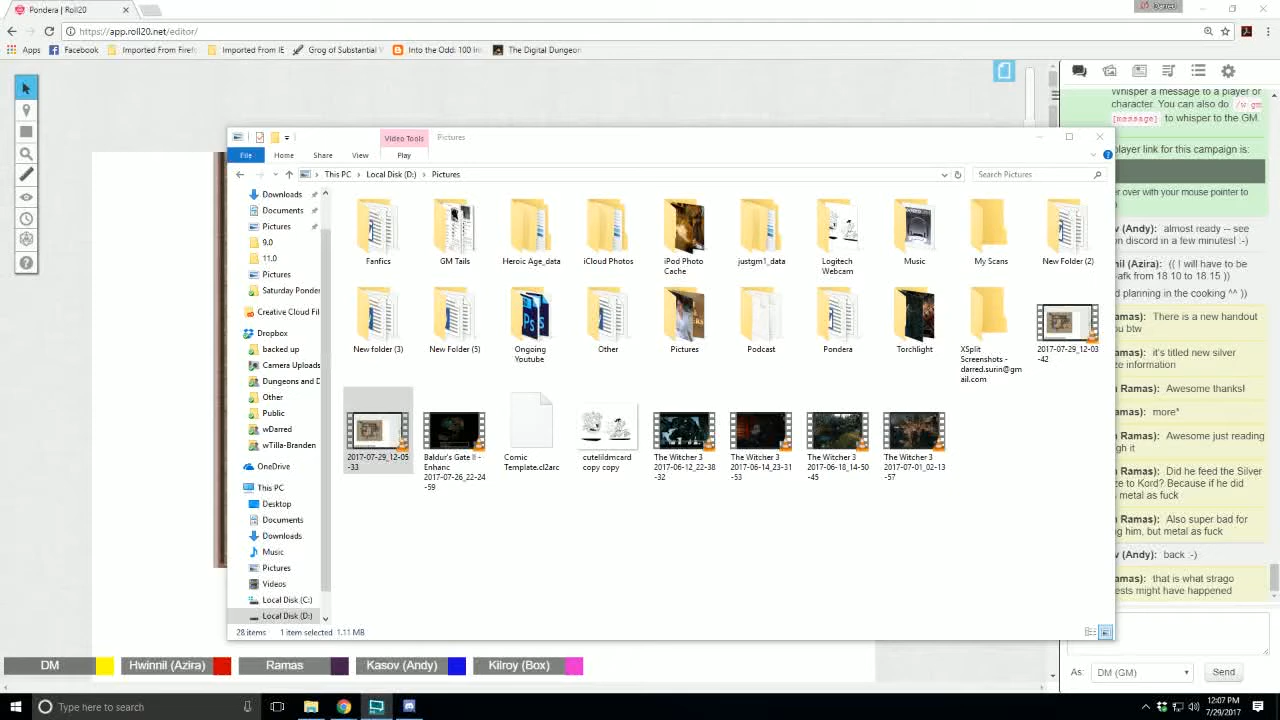 Pondera | Roll20
Darred
https://app.roll20.net/editor/
Apps
Facebook
Imported From Firef
Imported From IE
Grog of Substantial
Into the Odd: 100 In
The Digital Dungeon
Whisper a message to a player or
character. You can also do /w gm
[message] to whisper to the GM.
player link for this campaign is:
over with your mouse pointer to
(Andy): almost ready -- see
on discord in a few minutes! :-)
(Azira): (( I will have to be
afk from 18 10 to 18 15 ))
planning in the cooking ^^ ))
There is a new handout
btw
it's titled new silver
information
Awesome thanks!
more*
Awesome just reading
Ramas): Did he feed the Silver
to Kord? Because if he did
metal as fuck
Ramas): Also super bad for
him, but metal as fuck
(Andy): back :-)
that is what strago
might have happened
As:
DM (GM)
Send
Video Tools
Pictures
File
Home
Share
View
Play
This PC
Local Disk (D:)
Pictures
Search Pictures
Downloads
Documents
Pictures
9.0
11.0
Pictures
Saturday Ponder
Creative Cloud Fil
Dropbox
backed up
Camera Uploads
Dungeons and D
Other
Public
wDarred
wTilla-Branden
OneDrive
This PC
Desktop
Documents
Downloads
Music
Pictures
Videos
Local Disk (C:)
Local Disk (D:)
Fanfics
GM Tails
Heroic Age_data
iCloud Photos
iPod Photo
Cache
justgm1_data
Logitech
Webcam
Music
My Scans
New Folder (2)
New folder (3)
New Folder (5)
Ongoing
Youtube
Other
Pictures
Podcast
Pondera
Torchlight
XSplit
Screenshots -
darred.surin@gm
ail.com
2017-07-29_12-03
-42
2017-07-29_12-05
-33
Baldur's Gate II -
Enhanc
2017-07-26_22-24
-59
Comic
Template.cl2arc
cutelildmcard
copy copy
The Witcher 3
2017-06-12_22-38
-32
The Witcher 3
2017-06-14_23-31
-53
The Witcher 3
2017-06-18_14-50
-45
The Witcher 3
2017-07-01_02-13
-57
28 items
1 item selected 1.11 MB
DM
Hwinnil (Azira)
Ramas
Kasov (Andy)
Kilroy (Box)
Type here to search
12:07 PM
7/29/2017